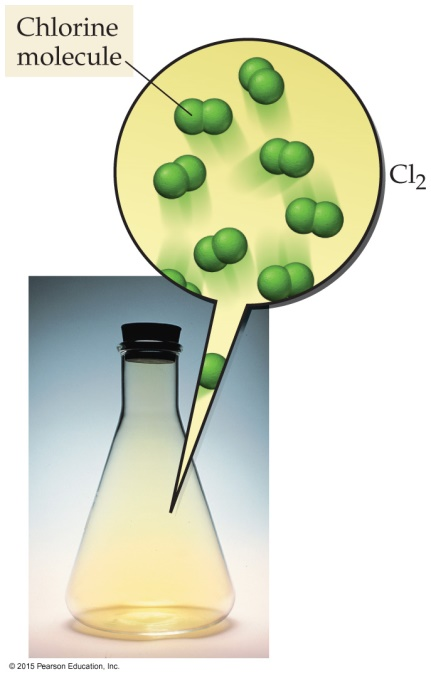 Chlorine
molecule
Cl₂
© 2015 Pearson Education, Inc.